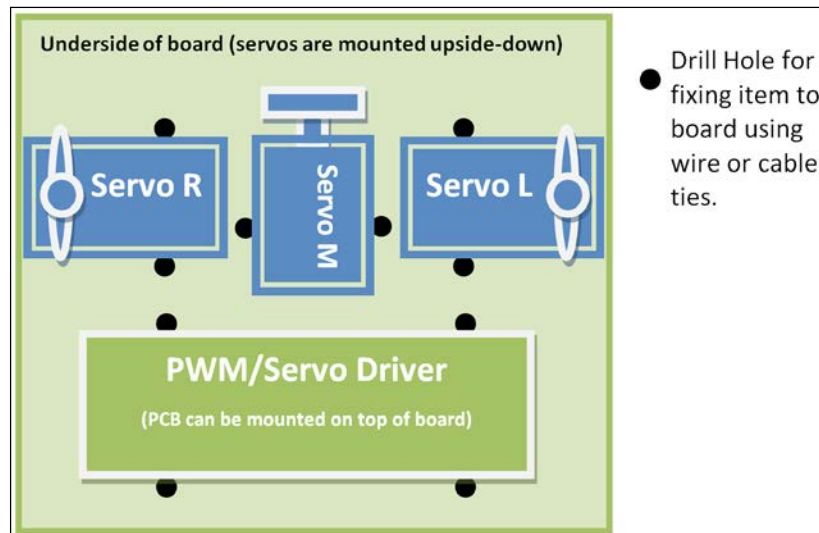 Underside of board (servos are mounted upside-down)
Servo R
Servo M
Servo L
PWM/Servo Driver
(PCB can be mounted on top of board)
Drill Hole for
fixing item to
board using
wire or cable
ties.